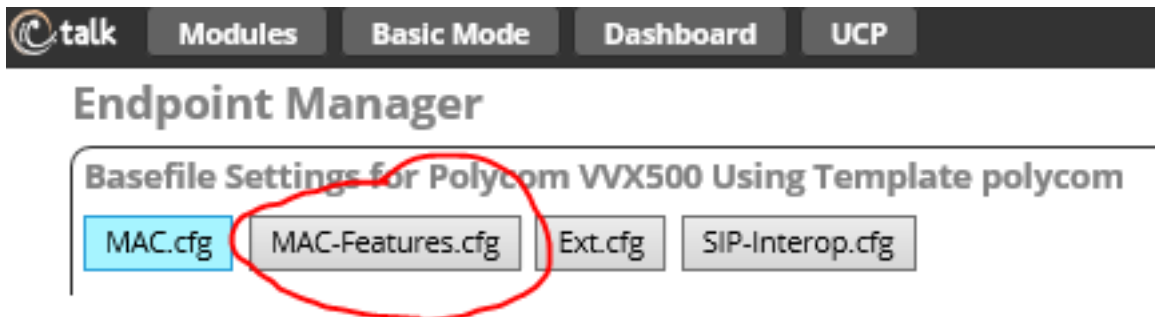 talk Modules Basic Mode Dashboard UCP
Endpoint Manager
Basefile Settings for Polycom VVX500 Using Template polycom
MAC.cfg MAC-Features.cfg Ext.cfg SIP-Interop.cfg